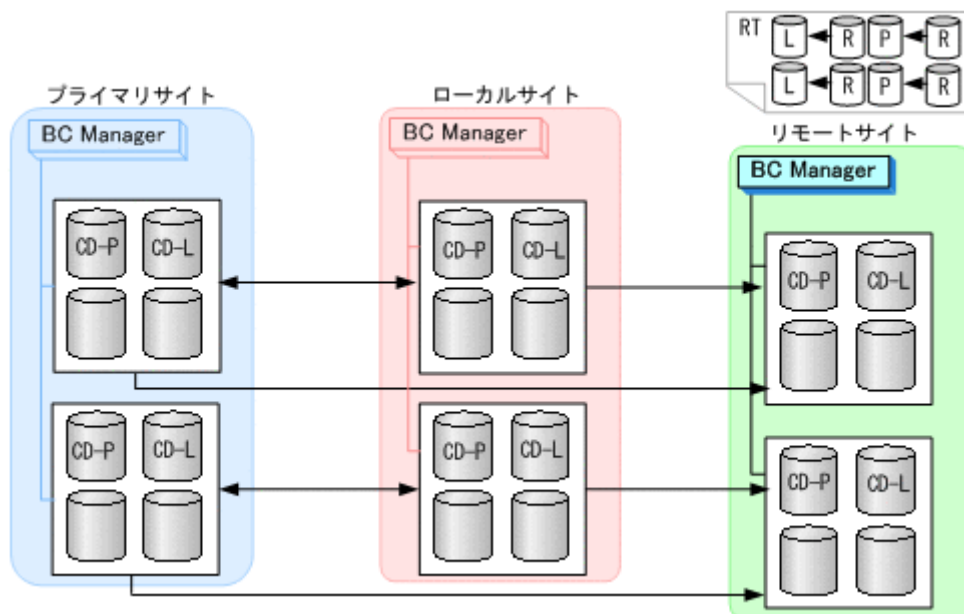 RT L R P R
L R P R
プライマリサイト
ローカルサイト
リモートサイト
BC Manager
BC Manager
BC Manager
CD-P CD-L
CD-P CD-L
CD-P CD-L
CD-P CD-L
CD-P CD-L
CD-P CD-L